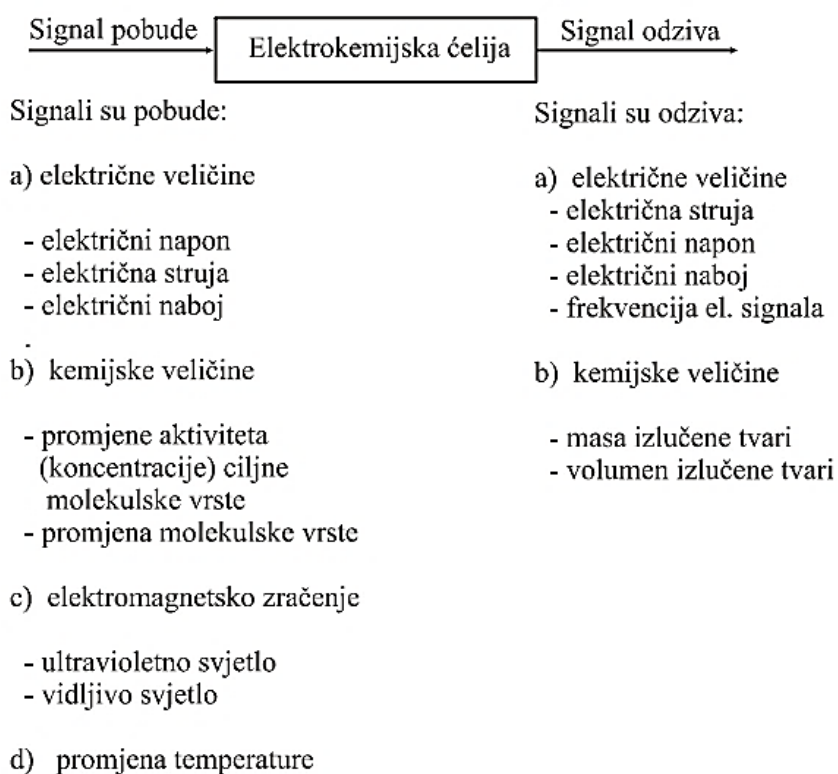 Signal pobude
Elektrokemijska ćelija
Signal odziva
Signali su pobude:
a) električne veličine
- električni napon
- električna struja
- električni naboj
b) kemijske veličine
- promjene aktiviteta
(koncentracije) ciljne
molekulske vrste
- promjena molekulske vrste
c) elektromagnetsko zračenje
- ultravioletno svjetlo
- vidljivo svjetlo
d) promjena temperature
Signali su odziva:
a) električne veličine
- električna struja
- električni napon
- električni naboj
- frekvencija el. signala
b) kemijske veličine
- masa izlučene tvari
- volumen izlučene tvari